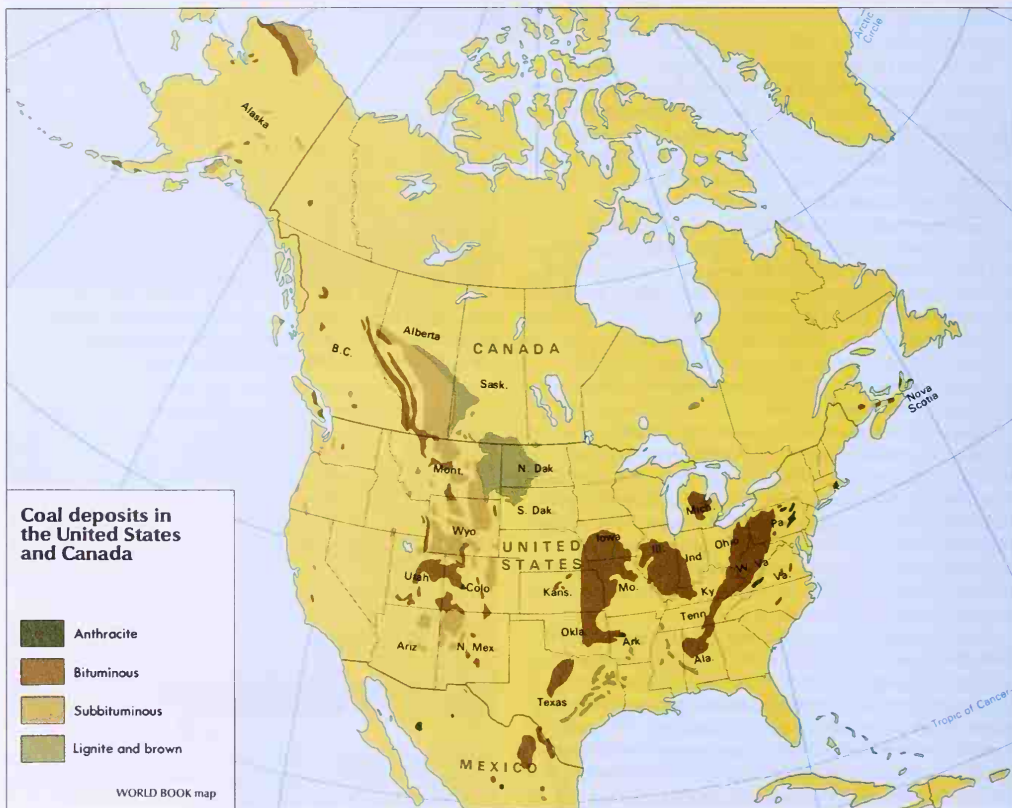 Arctic
Circle
Alaska
Alberta
B.C.
CANADA
Sask.
Nova
Scotia
Mont.
N. Dak
S. Dak
Wyo
UNITED
STATES
Mich
Iowa
Ill.
Ind
Ohio
Pa
W. Va
Va.
Utah
Colo
Kans.
Mo.
Ky
Tenn
Ariz
N. Mex
Okla.
Ark
Ala.
Texas
MEXICO
Tropic of Cancer
Coal deposits in
the United States
and Canada
Anthracite
Bituminous
Subbituminous
Lignite and brown
WORLD BOOK map